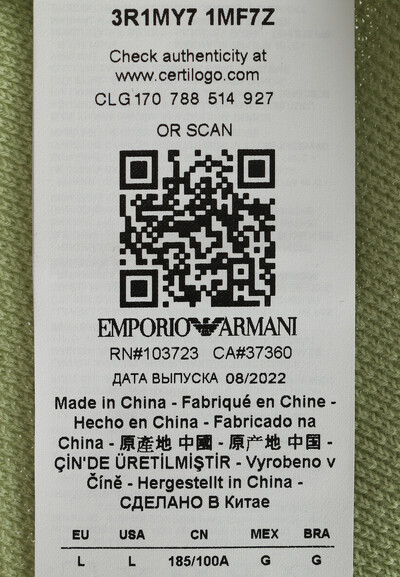 3R1MY7 1MF7Z
Check authenticity at
www.certilogo.com
CLG 170 788 514 927
OR SCAN
EMPORIO ARMANI
RN#103723 CA#37360
ДАТА ВЫПУСКА 08/2022
Made in China - Fabriqué en Chine -
Hecho en China - Fabricado na
China - 原產地 中國 - 原产地 中国 -
ÇİN'DE ÜRETİLMİŞTİR - Vyrobeno v
Číně - Hergestellt in China -
СДЕЛАНО В Китае
EU USA CN MEX BRA
L L 185/100A G G